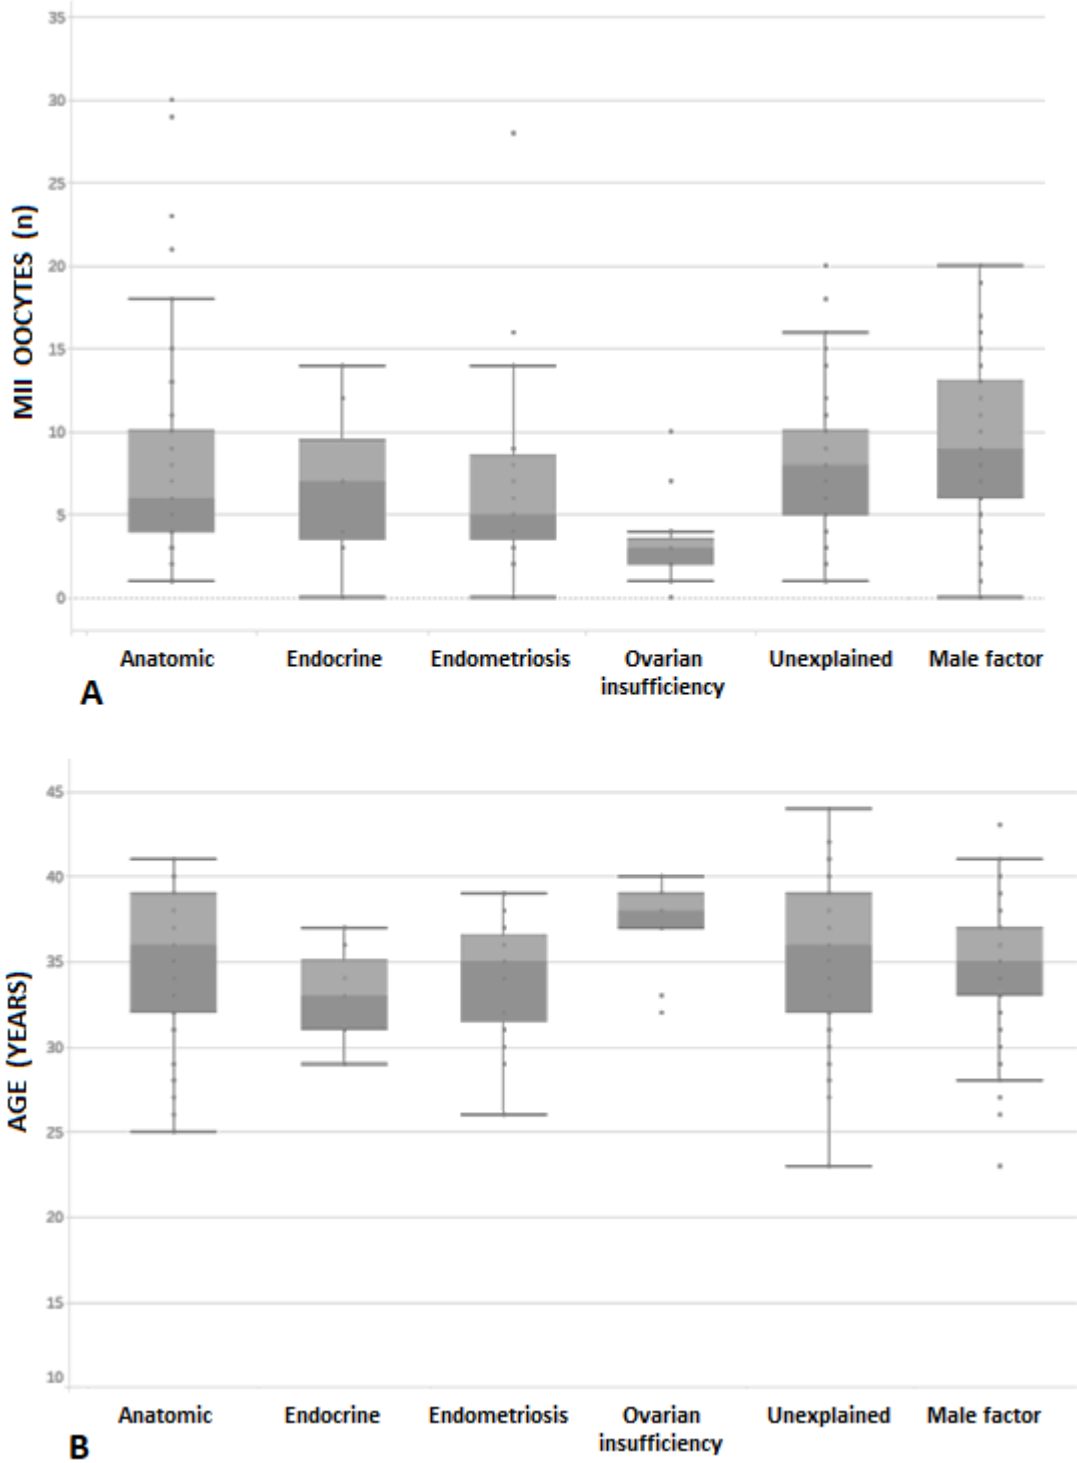 35
30
25
20
15
10
5
0
MII OOCYTES (n)
Anatomic Endocrine Endometriosis Ovarian insufficiency Unexplained Male factor
A
45
40
35
30
25
20
15
10
AGE (YEARS)
Anatomic Endocrine Endometriosis Ovarian insufficiency Unexplained Male factor
B